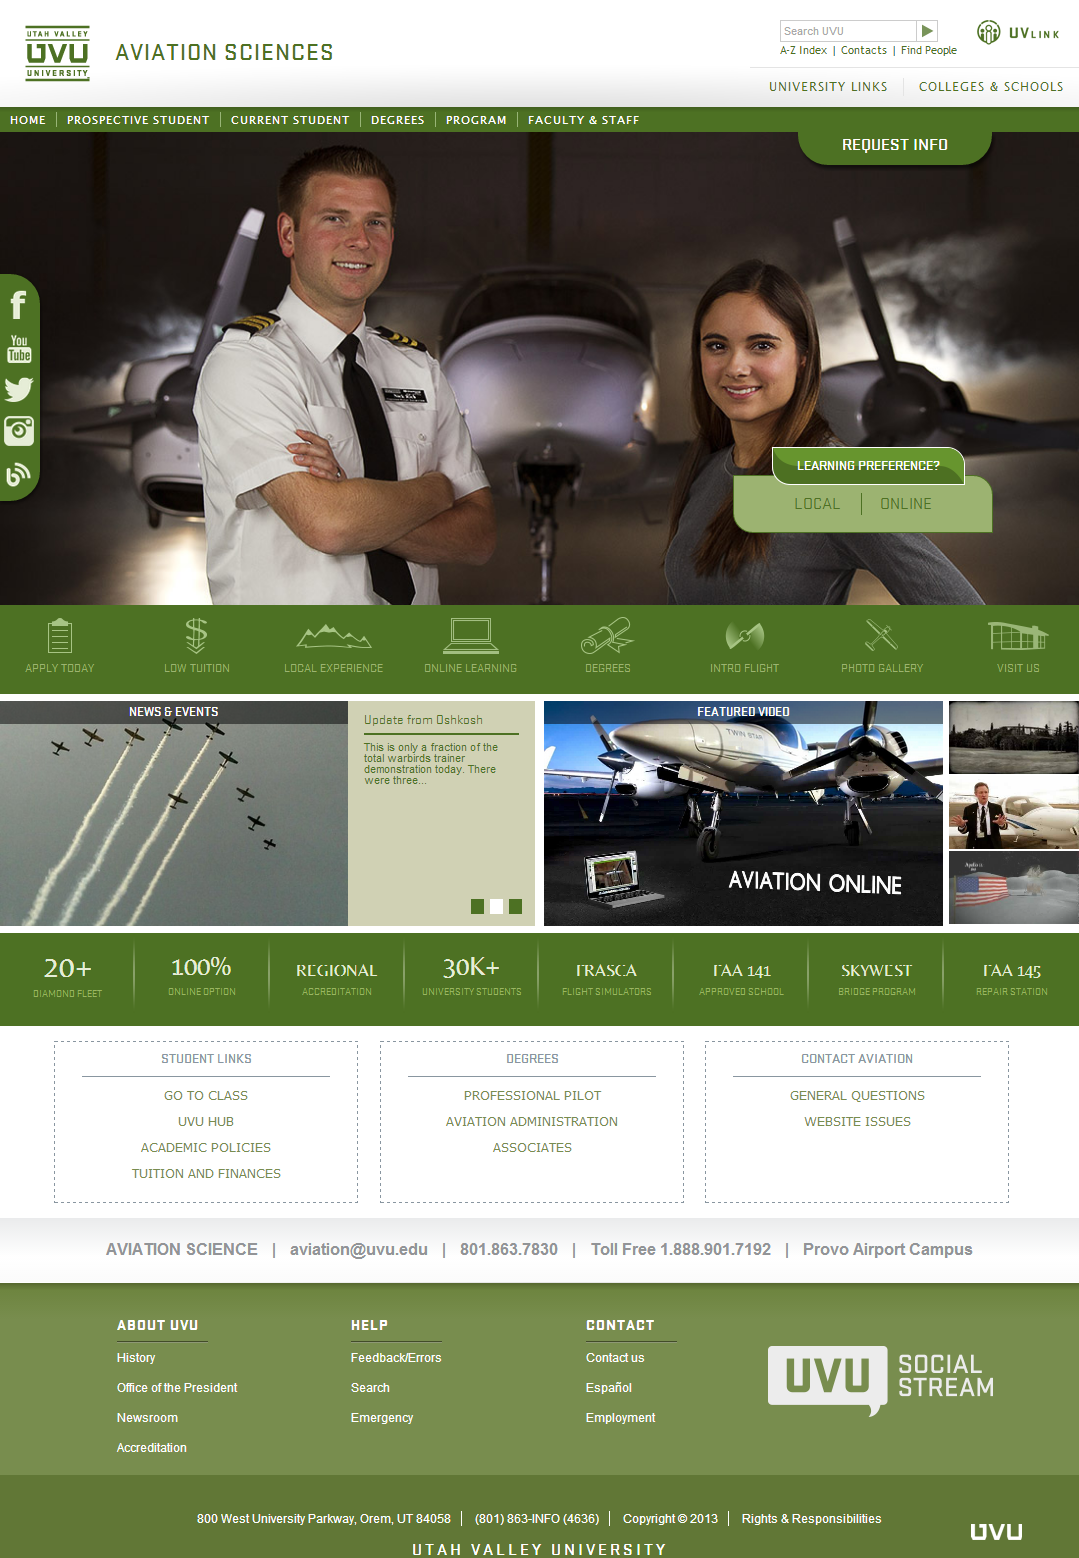 UTAH VALLEY
UVU
UNIVERSITY
AVIATION SCIENCES
Search UVU
A-Z Index | Contacts | Find People
UVLINK
UNIVERSITY LINKS
COLLEGES & SCHOOLS
HOME
PROSPECTIVE STUDENT
CURRENT STUDENT
DEGREES
PROGRAM
FACULTY & STAFF
REQUEST INFO
You
Tube
LEARNING PREFERENCE?
LOCAL
ONLINE
APPLY TODAY
LOW TUITION
LOCAL EXPERIENCE
ONLINE LEARNING
DEGREES
INTRO FLIGHT
PHOTO GALLERY
VISIT US
NEWS & EVENTS
Update from Oshkosh
This is only a fraction of the
total warbirds trainer
demonstration today. There
were three...
FEATURED VIDEO
TWIN STAR
AVIATION ONLINE
20+
DIAMOND FLEET
100%
ONLINE OPTION
REGIONAL
ACCREDITATION
30K+
UNIVERSITY STUDENTS
FRASCA
FLIGHT SIMULATORS
FAA 141
APPROVED SCHOOL
SKYWEST
BRIDGE PROGRAM
FAA 145
REPAIR STATION
STUDENT LINKS
GO TO CLASS
UVU HUB
ACADEMIC POLICIES
TUITION AND FINANCES
DEGREES
PROFESSIONAL PILOT
AVIATION ADMINISTRATION
ASSOCIATES
CONTACT AVIATION
GENERAL QUESTIONS
WEBSITE ISSUES
AVIATION SCIENCE | aviation@uvu.edu | 801.863.7830 | Toll Free 1.888.901.7192 | Provo Airport Campus
ABOUT UVU
History
Office of the President
Newsroom
Accreditation
HELP
Feedback/Errors
Search
Emergency
CONTACT
Contact us
Español
Employment
UVU
SOCIAL
STREAM
800 West University Parkway, Orem, UT 84058 | (801) 863-INFO (4636) | Copyright © 2013 | Rights & Responsibilities
UVU
UTAH VALLEY UNIVERSITY